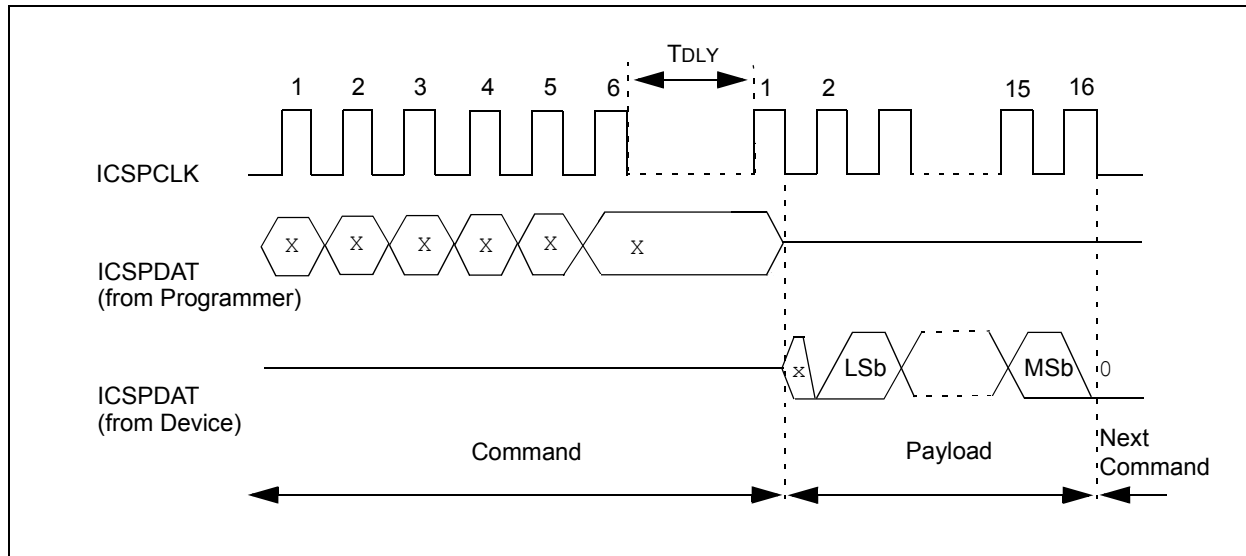 TDLY
1 2 3 4 5 6 1 2 15 16
ICSPCLK
X X X X X X
ICSPDAT
(from Programmer)
x LSb MSb 0
ICSPDAT
(from Device)
Command Payload Next
Command